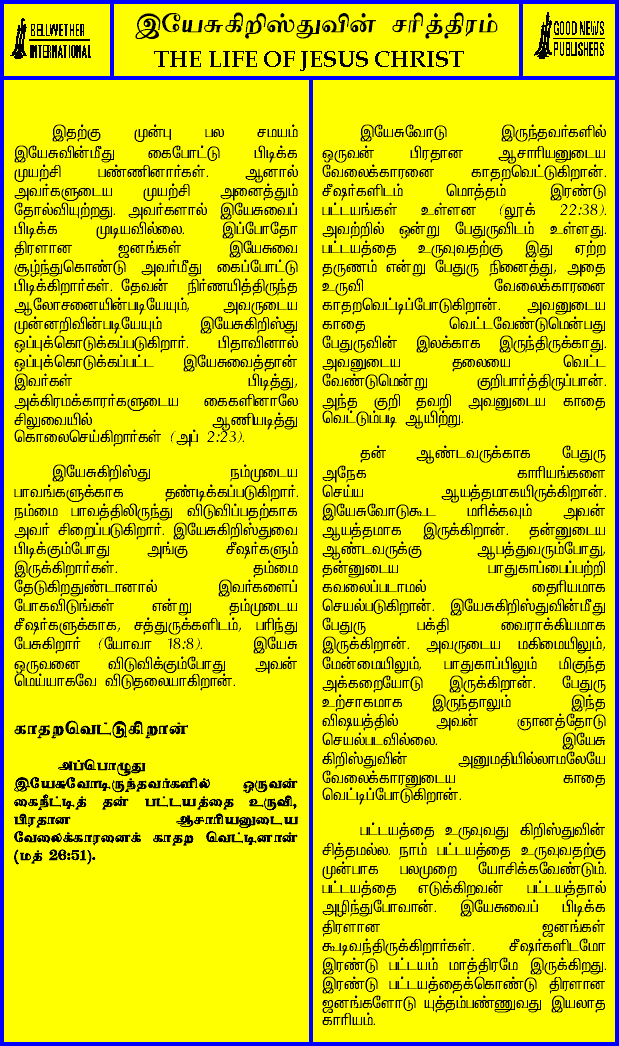 BELLWETHER
INTERNATIONAL
இயேசுகிறிஸ்துவின் சரித்திரம்
THE LIFE OF JESUS CHRIST
GOOD NEWS
PUBLISHERS
இதற்கு முன்பு பல சமயம்
இயேசுவின்மீது கைபோட்டு பிடிக்க
முயற்சி பண்ணினார்கள். ஆனால்
அவர்களுடைய முயற்சி அனைத்தும்
தோல்வியுற்றது. அவர்களால் இயேசுவைப்
பிடிக்க முடியவில்லை. இப்போதோ
திரளான ஜனங்கள் இயேசுவை
சூழ்ந்துகொண்டு அவர்மீது கைப்போட்டு
பிடிக்கிறார்கள். தேவன் நிர்ணயித்திருந்த
ஆலோசனையின்படியேயும், அவருடைய
முன்னறிவின்படியேயும் இயேசுகிறிஸ்து
ஒப்புக்கொடுக்கப்படுகிறார். பிதாவினால்
ஒப்புக்கொடுக்கப்பட்ட இயேசுவைத்தான்
இவர்கள் பிடித்து,
அக்கிரமக்காரர்களுடைய கைகளினாலே
சிலுவையில் ஆணியடித்து
கொலைசெய்கிறார்கள் (அப் 2:23).
இயேசுகிறிஸ்து நம்முடைய
பாவங்களுக்காக தண்டிக்கப்படுகிறார்.
நம்மை பாவத்திலிருந்து விடுவிப்பதற்காக
அவர் சிறைப்படுகிறார். இயேசுகிறிஸ்துவை
பிடிக்கும்போது அங்கு சீஷர்களும்
இருக்கிறார்கள். தம்மை
தேடுகிறதுண்டானால் இவர்களைப்
போகவிடுங்கள் என்று தம்முடைய
சீஷர்களுக்காக, சத்துருக்களிடம், பரிந்து
பேசுகிறார் (யோவா 18:8). இயேசு
ஒருவனை விடுவிக்கும்போது அவன்
மெய்யாகவே விடுதலையாகிறான்.
காதறவெட்டுகிறான்
அப்பொழுது
இயேசுவோடிருந்தவர்களில் ஒருவன்
கைநீட்டித் தன் பட்டயத்தை உருவி,
பிரதான ஆசாரியனுடைய
வேலைக்காரனைக் காதற வெட்டினான்
(மத் 26:51).
இயேசுவோடு இருந்தவர்களில்
ஒருவன் பிரதான ஆசாரியனுடைய
வேலைக்காரனை காதறவெட்டுகிறான்.
சீஷர்களிடம் மொத்தம் இரண்டு
பட்டயங்கள் உள்ளன (லூக் 22:38).
அவற்றில் ஒன்று பேதுருவிடம் உள்ளது.
பட்டயத்தை உருவுவதற்கு இது ஏற்ற
தருணம் என்று பேதுரு நினைத்து, அதை
உருவி வேலைக்காரனை
காதறவெட்டிப்போடுகிறான். அவனுடைய
காதை வெட்டவேண்டுமென்பது
பேதுருவின் இலக்காக இருந்திருக்காது.
அவனுடைய தலையை வெட்ட
வேண்டுமென்று குறிபார்த்திருப்பான்.
அந்த குறி தவறி அவனுடைய காதை
வெட்டும்படி ஆயிற்று.
தன் ஆண்டவருக்காக பேதுரு
அநேக காரியங்களை
செய்ய ஆயத்தமாகயிருக்கிறான்.
இயேசுவோடுகூட மரிக்கவும் அவன்
ஆயத்தமாக இருக்கிறான். தன்னுடைய
ஆண்டவருக்கு ஆபத்துவரும்போது,
தன்னுடைய பாதுகாப்பைப்பற்றி
கவலைப்படாமல் தைரியமாக
செயல்படுகிறான். இயேசுகிறிஸ்துவின்மீது
பேதுரு பக்தி வைராக்கியமாக
இருக்கிறான். அவருடைய மகிமையிலும்,
மேன்மையிலும், பாதுகாப்பிலும் மிகுந்த
அக்கறையோடு இருக்கிறான். பேதுரு
உற்சாகமாக இருந்தாலும் இந்த
விஷயத்தில் அவன் ஞானத்தோடு
செயல்படவில்லை. இயேசு
கிறிஸ்துவின் அனுமதியில்லாமலேயே
வேலைக்காரனுடைய காதை
வெட்டிப்போடுகிறான்.
பட்டயத்தை உருவுவது கிறிஸ்துவின்
சித்தமல்ல. நாம் பட்டயத்தை உருவுவதற்கு
முன்பாக பலமுறை யோசிக்கவேண்டும்.
பட்டயத்தை எடுக்கிறவன் பட்டயத்தால்
அழிந்துபோவான். இயேசுவைப் பிடிக்க
திரளான ஜனங்கள்
கூடிவந்திருக்கிறார்கள். சீஷர்களிடமோ
இரண்டு பட்டயம் மாத்திரமே இருக்கிறது.
இரண்டு பட்டயத்தைக்கொண்டு திரளான
ஜனங்களோடு யுத்தம்பண்ணுவது இயலாத
காரியம்.